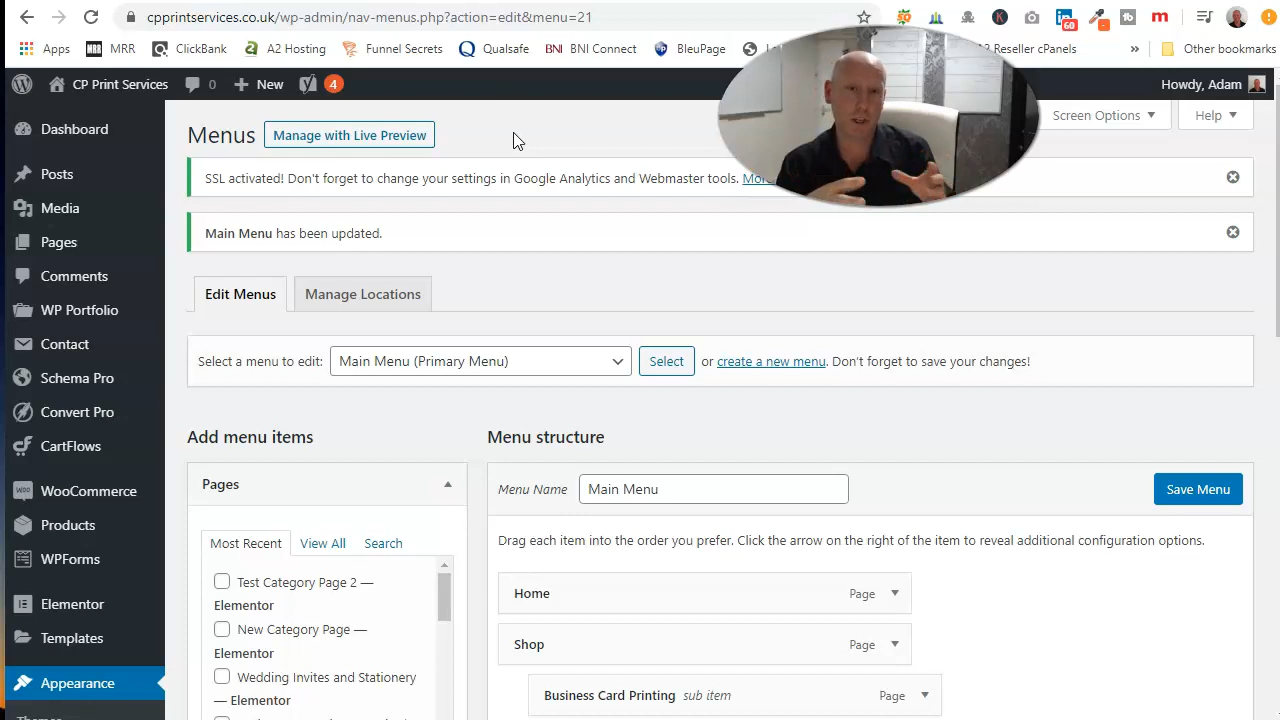 cpprintservices.co.uk/wp-admin/nav-menus.php?action=edit&menu=21
60
Apps MRR ClickBank A2 Hosting Funnel Secrets Qualsafe BNI BNI Connect BleuPage Reseller cPanels » Other bookmarks
CP Print Services 0 New 4 Howdy, Adam
Dashboard
Posts
Media
Pages
Comments
WP Portfolio
Contact
Schema Pro
Convert Pro
CartFlows
WooCommerce
Products
WPForms
Elementor
Templates
Appearance
Menus Manage with Live Preview Screen Options Help
SSL activated! Don't forget to change your settings in Google Analytics and Webmaster tools.
Main Menu has been updated.
Edit Menus Manage Locations
Select a menu to edit: Main Menu (Primary Menu) Select or create a new menu. Don't forget to save your changes!
Add menu items
Pages
Most Recent View All Search
Test Category Page 2 —
Elementor
New Category Page —
Elementor
Wedding Invites and Stationery
— Elementor
Menu structure
Menu Name Main Menu Save Menu
Drag each item into the order you prefer. Click the arrow on the right of the item to reveal additional configuration options.
Home Page
Shop Page
Business Card Printing sub item Page